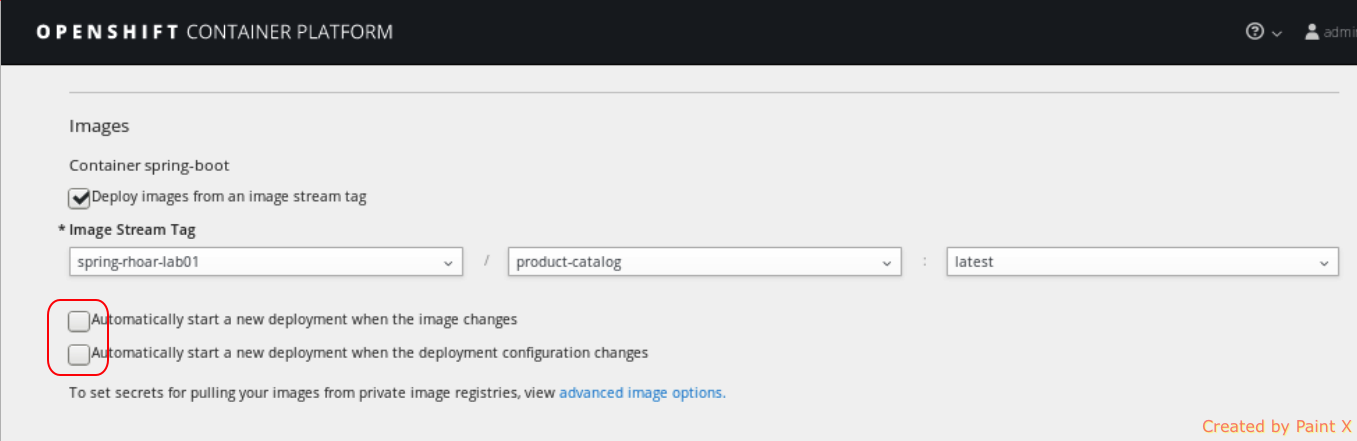 OPENSHIFT CONTAINER PLATFORM
Images
Container spring-boot
Deploy images from an image stream tag
* Image Stream Tag
spring-rhoar-lab01 / product-catalog : latest
Automatically start a new deployment when the image changes
Automatically start a new deployment when the deployment configuration changes
To set secrets for pulling your images from private image registries, view advanced image options.
Created by Paint X